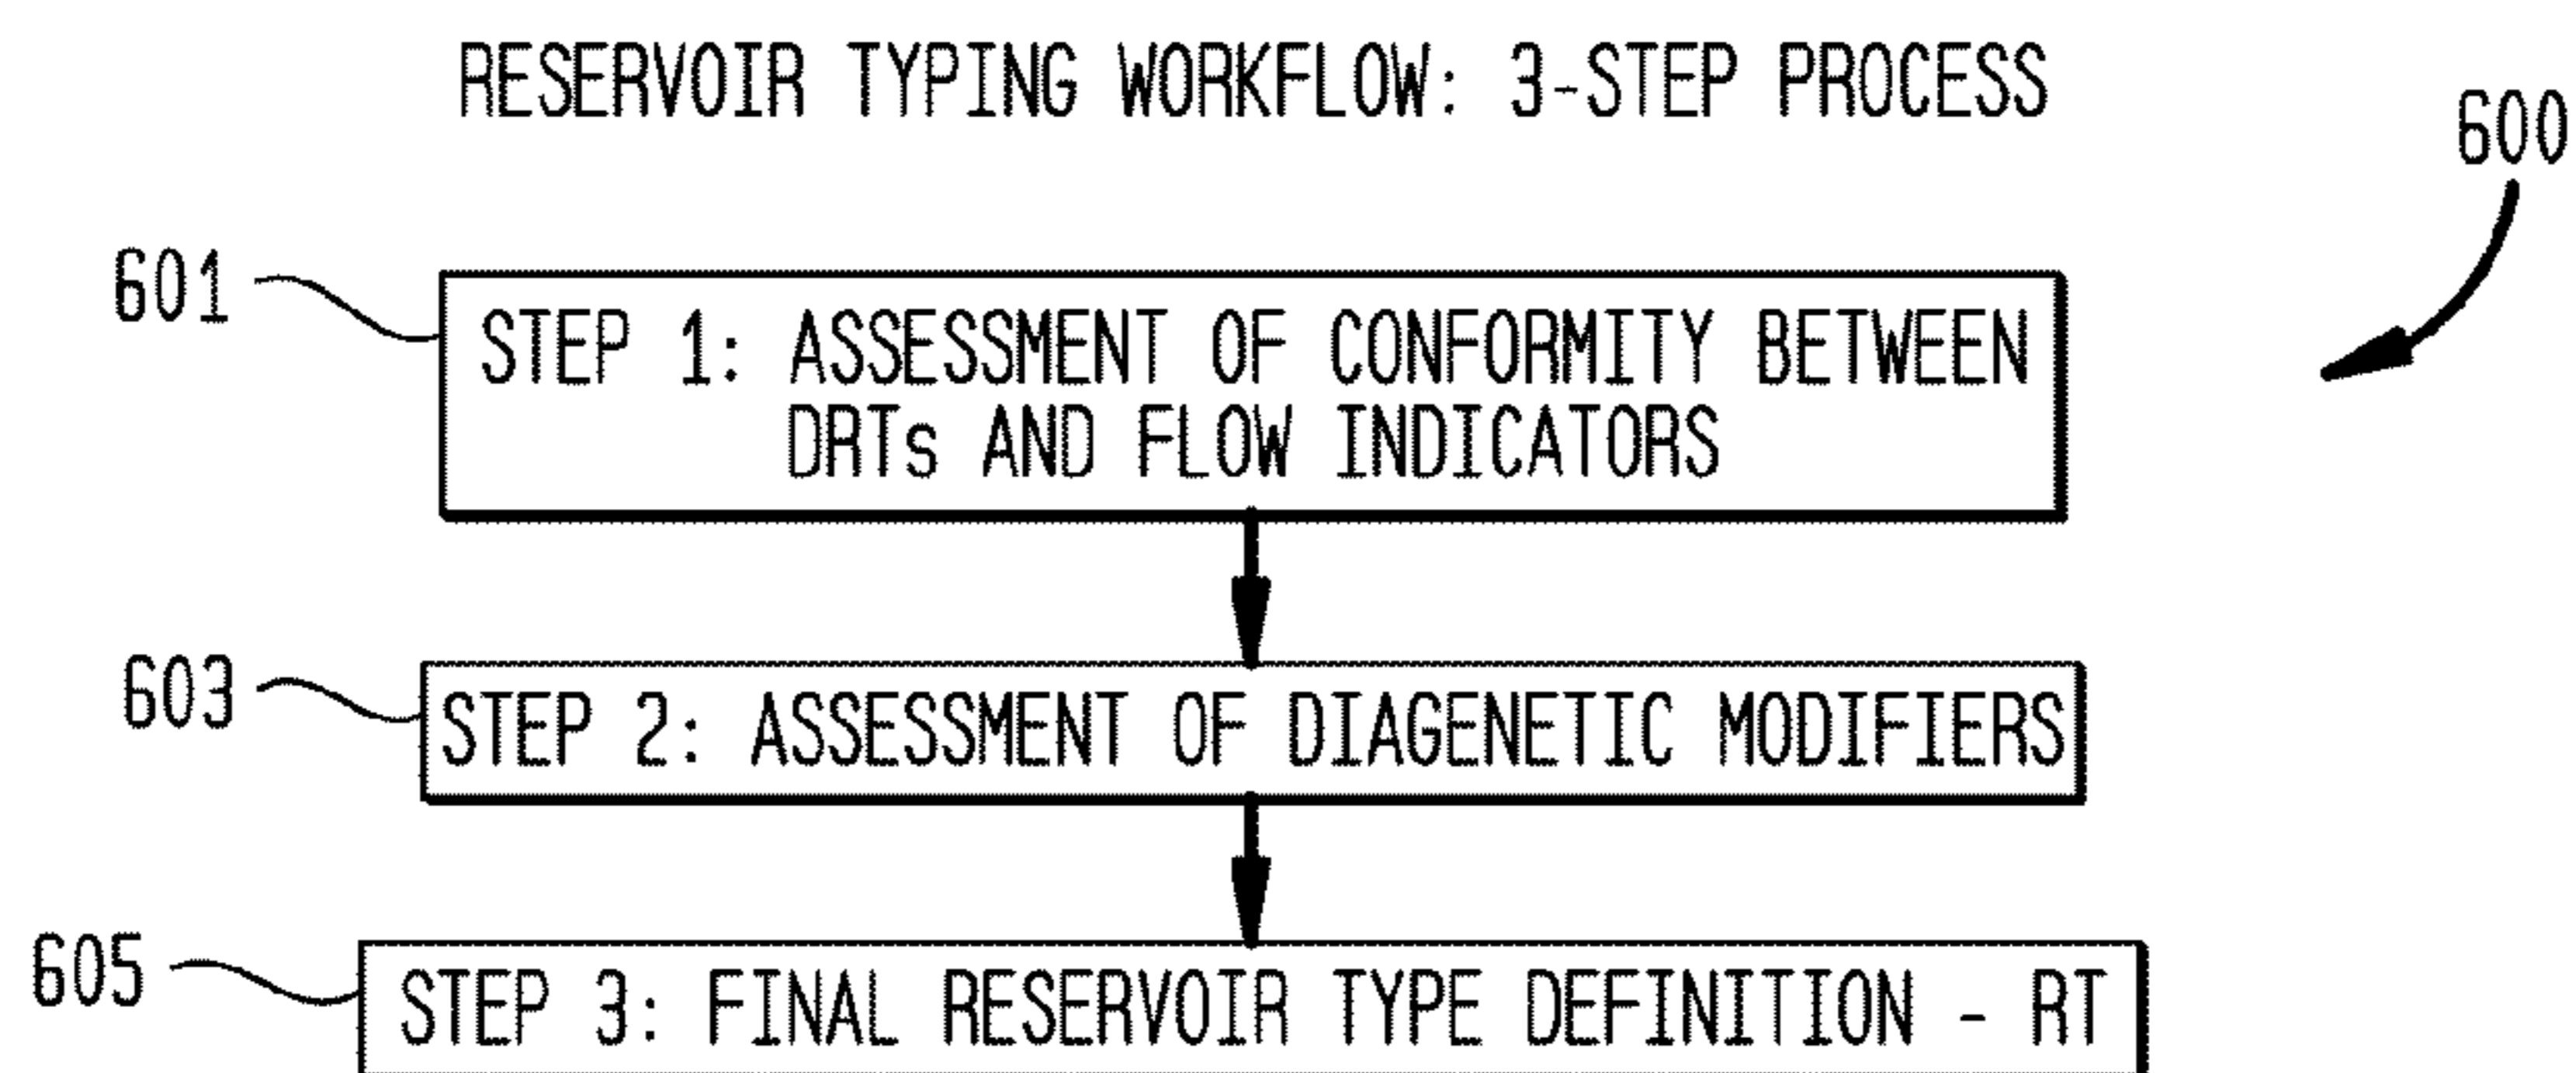 RESERVOIR TYPING WORKFLOW: 3-STEP PROCESS
600
601
STEP 1: ASSESSMENT OF CONFORMITY BETWEEN
DRTs AND FLOW INDICATORS
603
STEP 2: ASSESSMENT OF DIAGENETIC MODIFIERS
605
STEP 3: FINAL RESERVOIR TYPE DEFINITION - RT